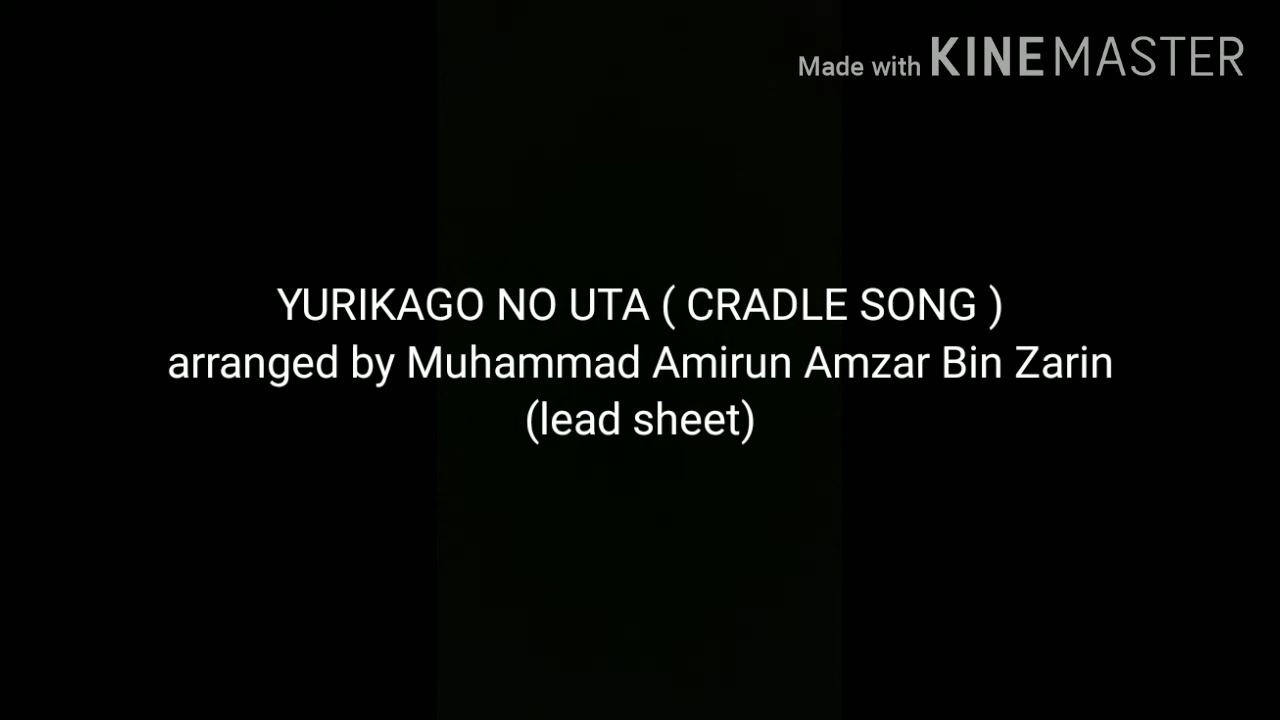 Made with KINEMASTER
YURIKAGO NO UTA ( CRADLE SONG )
arranged by Muhammad Amirun Amzar Bin Zarin
(lead sheet)